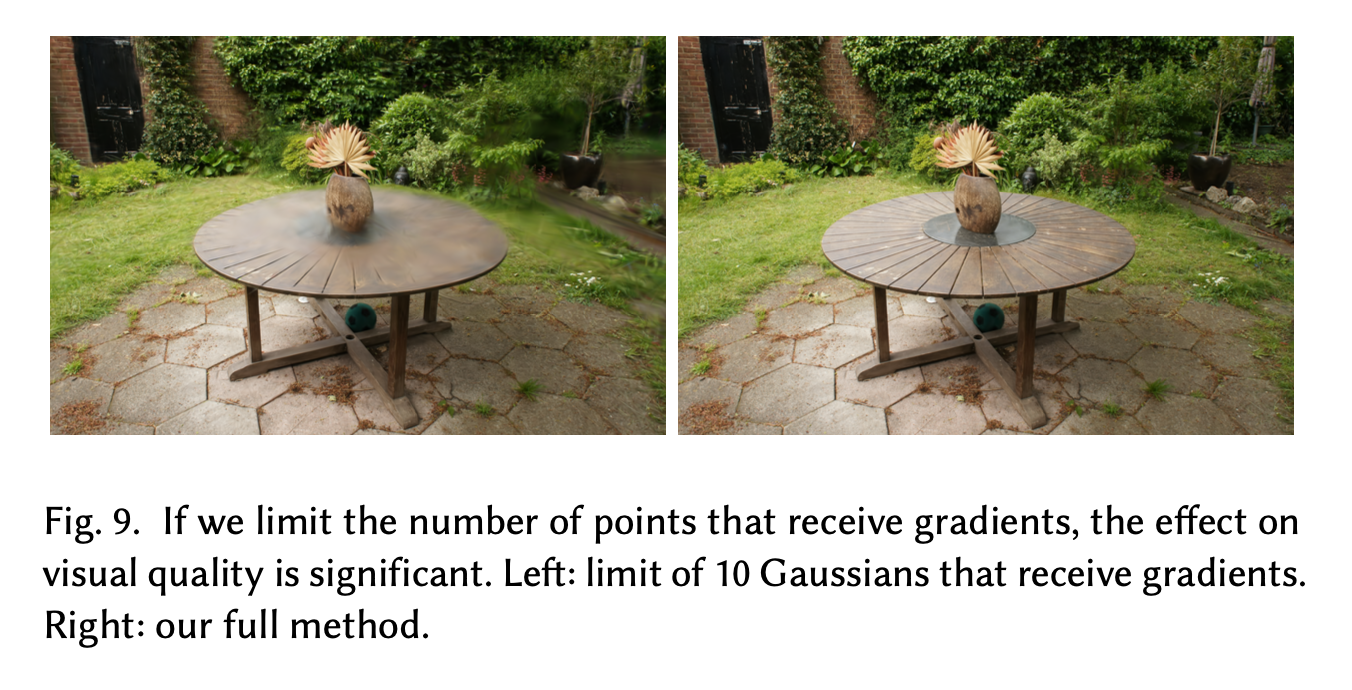 Fig. 9. If we limit the number of points that receive gradients, the effect on
visual quality is significant. Left: limit of 10 Gaussians that receive gradients.
Right: our full method.